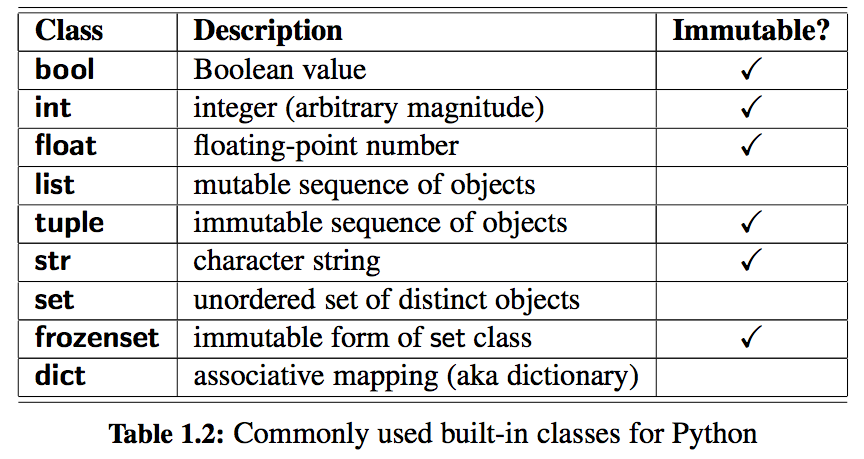 Class Description Immutable?
bool Boolean value ✓
int integer (arbitrary magnitude) ✓
float floating-point number ✓
list mutable sequence of objects
tuple immutable sequence of objects ✓
str character string ✓
set unordered set of distinct objects
frozenset immutable form of set class ✓
dict associative mapping (aka dictionary)
Table 1.2: Commonly used built-in classes for Python